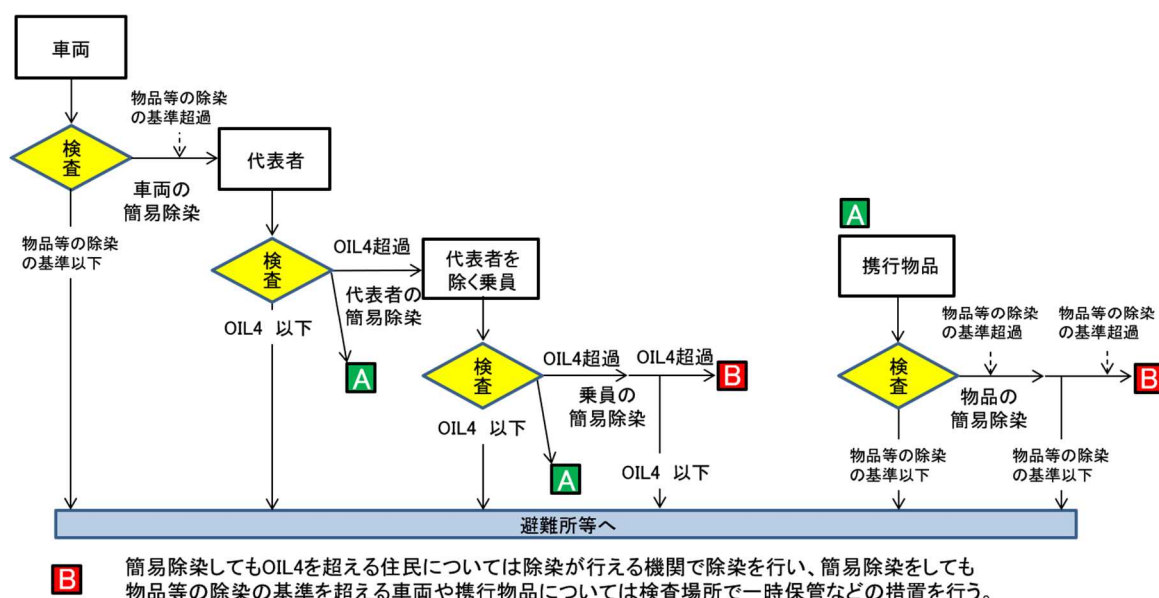 車両
物品等の除染
の基準超過
検
査
代表者
車両の
簡易除染
物品等の除染
の基準以下
検
査
OIL4超過
代表者を
除く乗員
代表者の
簡易除染
OIL4 以下
A
検
査
OIL4超過
OIL4超過
B
乗員の
簡易除染
OIL4 以下
A
OIL4 以下
A
携行物品
物品等の除染
の基準超過
物品等の除染
の基準超過
検
査
B
物品の
簡易除染
物品等の除染
の基準以下
物品等の除染
の基準以下
避難所等へ
B
簡易除染してもOIL4を超える住民については除染が行える機関で除染を行い、簡易除染をしても
物品等の除染の基準を超える車両や携行物品については検査場所で一時保管などの措置を行う。